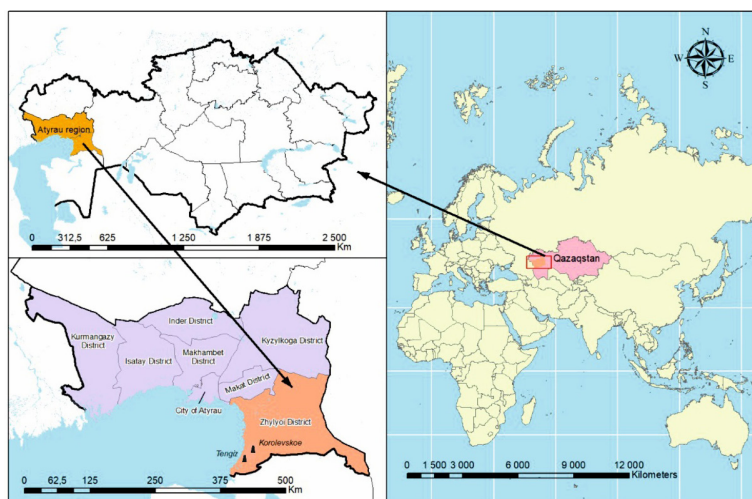 Atyrau region
0 312,5 625 1 250 1 875 2 500
Km
Kurmangazy
District
Inder District
Isatay District
Makhambet
District
Kyzylkoga District
Makat District
City of Atyrau
Zhylyoi District
Korolevskoe
Tengiz
0 62,5 125 250 375 500
Km
N
W E
S
Qazaqstan
0 1 500 3 000 6 000 9 000 12 000
Kilometers